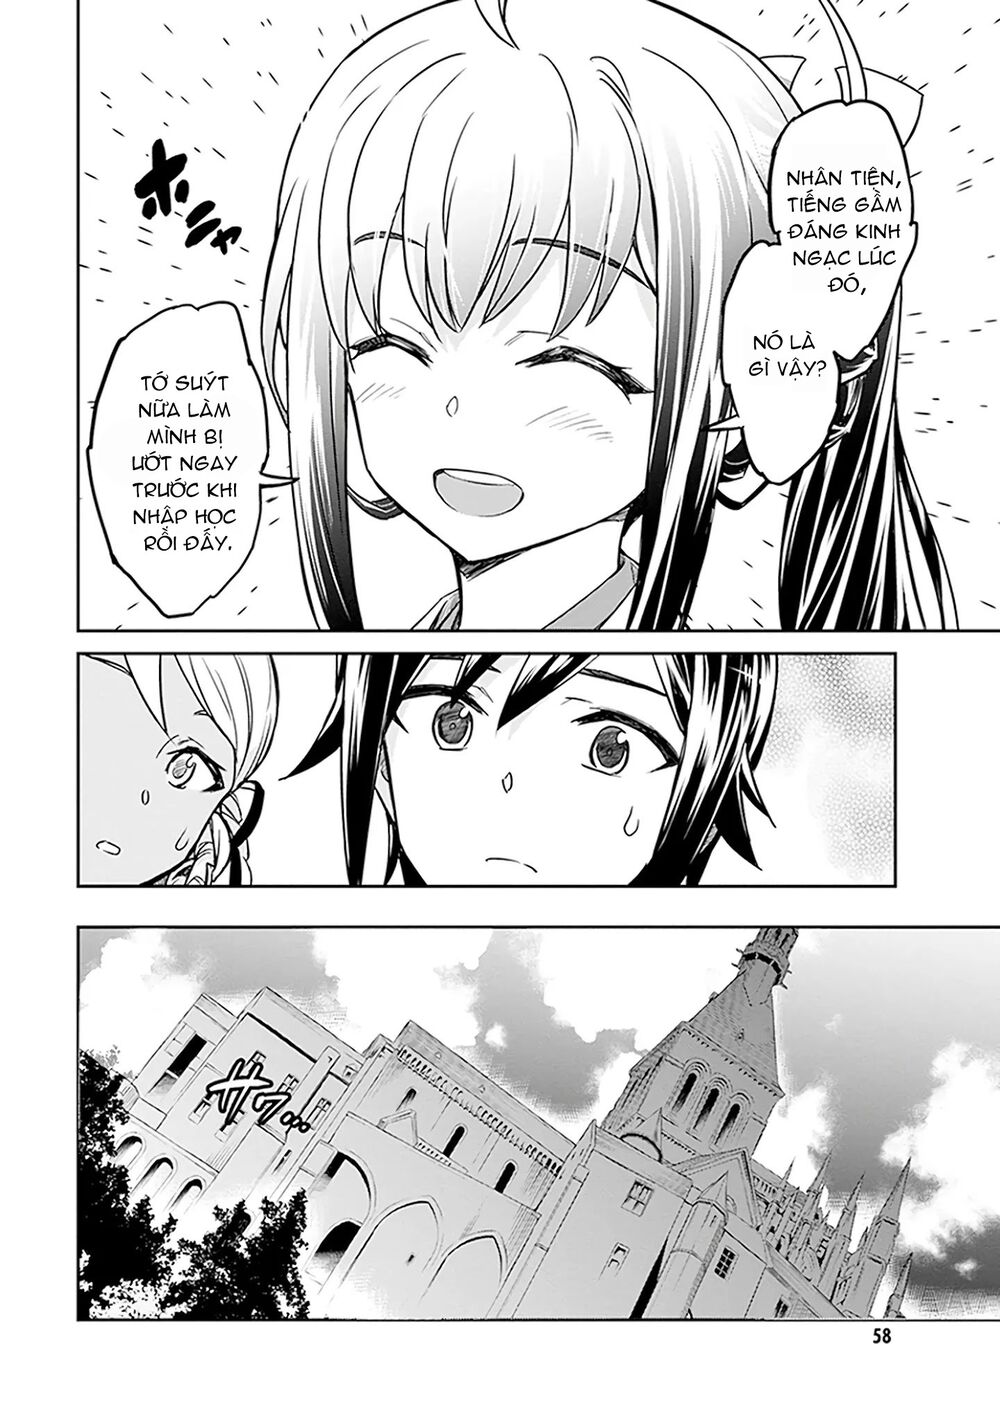 NHÂN TIỆN,
TIẾNG GẦM
ĐÁNG KINH
NGẠC LÚC
ĐÓ,
NÓ LÀ
GÌ VẬY?
ホ
ニャ
TỚ SUÝT
NỮA LÀM
MÌNH BỊ
ƯỚT NGAY
TRƯỚC KHI
NHẬP HỌC
RỒI ĐẤY.
ザワ...
58